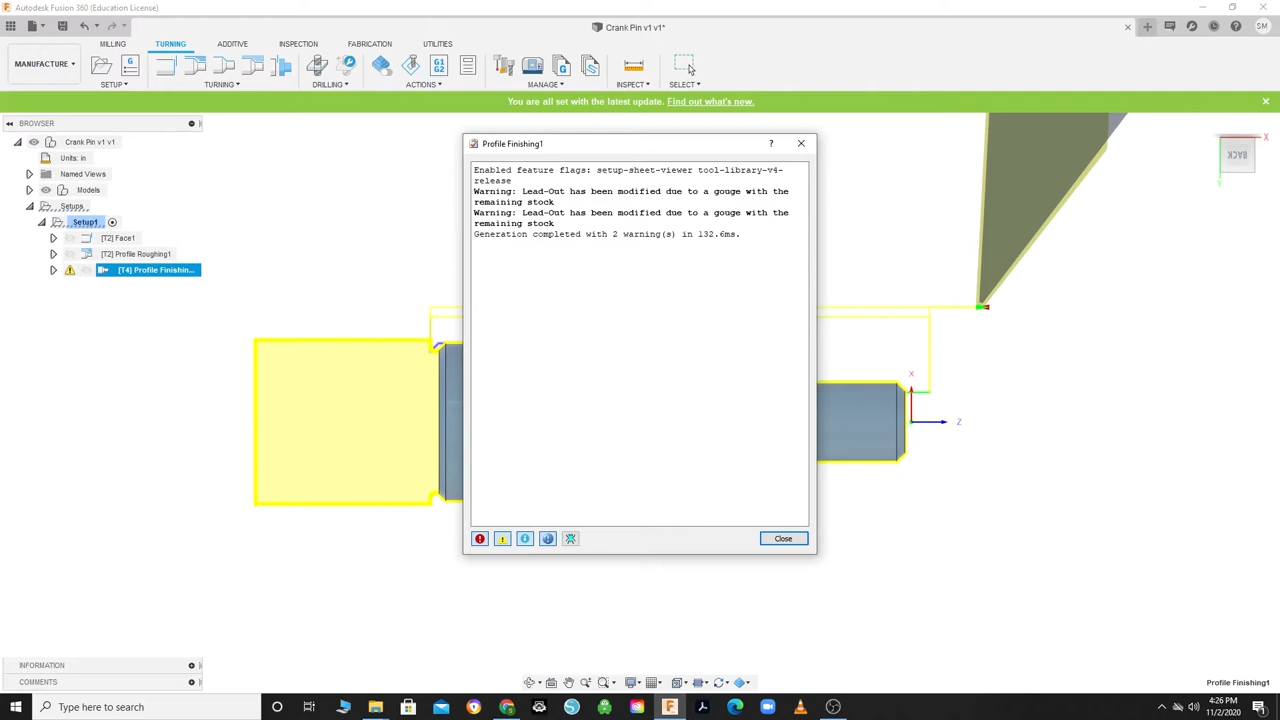 Autodesk Fusion 360 (Education License)
Crank Pin v1 v1*
SM
MANUFACTURE
MILLING
TURNING
ADDITIVE
INSPECTION
FABRICATION
UTILITIES
SETUP
TURNING
DRILLING
G1
G2
ACTIONS
MANAGE
INSPECT
SELECT
You are all set with the latest update. Find out what's new.
BROWSER
Crank Pin v1 v1
Units: in
Named Views
Models
Setups
Setup1
[T2] Face1
[T2] Profile Roughing1
[T4] Profile Finishin...
Profile Finishing1
Enabled feature flags: setup-sheet-viewer tool-library-v4-
release
Warning: Lead-Out has been modified due to a gouge with the
remaining stock
Warning: Lead-Out has been modified due to a gouge with the
remaining stock
Generation completed with 2 warning(s) in 132.6ms.
Close
X
BACK
Y
X
Z
INFORMATION
COMMENTS
Profile Finishing1
Type here to search
4:26 PM
11/2/2020